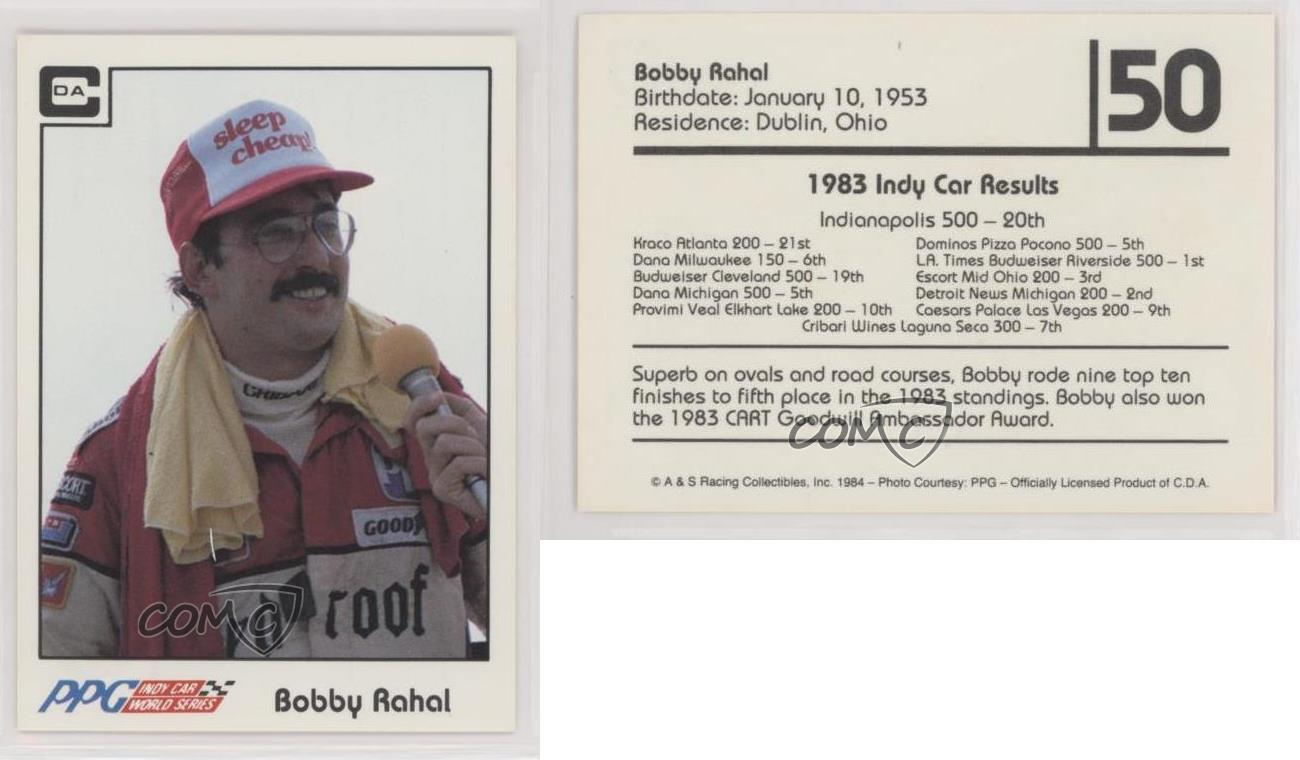 C DA
sleep
cheap!
GOOD
roof
COMC
PPG INDY CAR
WORLD SERIES
Bobby Rahal
Bobby Rahal
Birthdate: January 10, 1953
Residence: Dublin, Ohio
50
1983 Indy Car Results
Indianapolis 500 – 20th
Kraco Atlanta 200 – 21st
Dana Milwaukee 150 – 6th
Budweiser Cleveland 500 – 19th
Dana Michigan 500 – 5th
Provimi Veal Elkhart Lake 200 – 10th
Dominos Pizza Pocono 500 – 5th
L.A. Times Budweiser Riverside 500 – 1st
Escort Mid Ohio 200 – 3rd
Detroit News Michigan 200 – 2nd
Caesars Palace Las Vegas 200 – 9th
Cribari Wines Laguna Seca 300 – 7th
Superb on ovals and road courses, Bobby rode nine top ten
finishes to fifth place in the 1983 standings. Bobby also won
the 1983 CART Goodwill Ambassador Award.
COMC
© A & S Racing Collectibles, Inc. 1984 – Photo Courtesy: PPG – Officially Licensed Product of C.D.A.